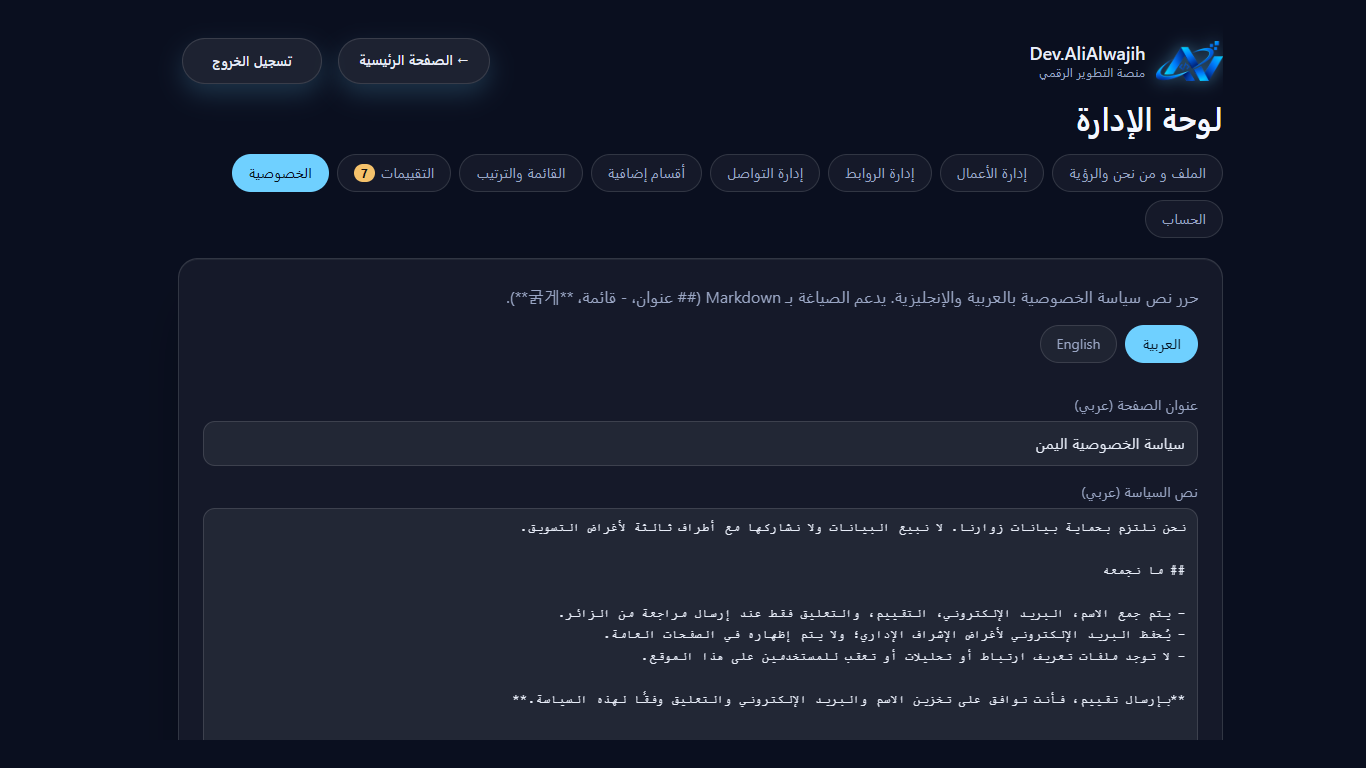 Dev.AliAlwajih
منصة التطوير الرقمي
← الصفحة الرئيسية
تسجيل الخروج
لوحة الإدارة
الملف و من نحن والرؤية
إدارة الأعمال
إدارة الروابط
إدارة التواصل
أقسام إضافية
القائمة والترتيب
التقييمات 7
الخصوصية
الحساب
حرر نص سياسة الخصوصية بالعربية والإنجليزية. يدعم الصياغة بـ Markdown (## عنوان، - قائمة، **굵게**).
العربية
English
عنوان الصفحة (عربي)
سياسة الخصوصية اليمن
نص السياسة (عربي)
نحن نلتزم بحماية بيانات زوارنا. لا نبيع البيانات ولا نشاركها مع أطراف ثالثة لأغراض التسويق.
## ما نجمعه
- يتم جمع الاسم، البريد الإلكتروني، التقييم، والتعليق فقط عند إرسال مراجعة من الزائر.
- يُحفظ البريد الإلكتروني لأغراض الإشراف الإداري؛ ولا يتم إظهاره في الصفحات العامة.
- لا توجد ملفات تعريف ارتباط أو تحليلات أو تعقب للمستخدمين على هذا الموقع.
**بإرسال تقييم، فأنت توافق على تخزين الاسم والبريد الإلكتروني والتعليق وفقًا لهذه السياسة.**